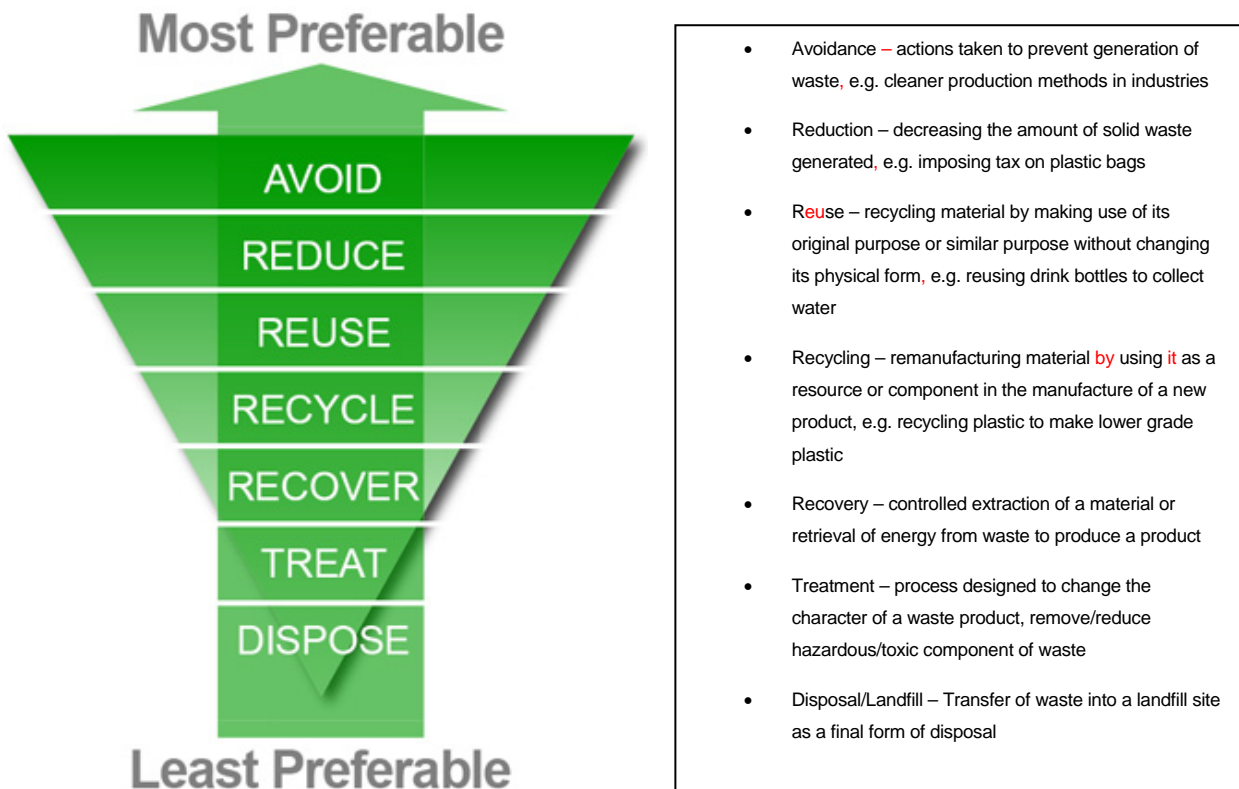 Most Preferable
AVOID
REDUCE
REUSE
RECYCLE
RECOVER
TREAT
DISPOSE
Least Preferable
• Avoidance – actions taken to prevent generation of
waste, e.g. cleaner production methods in industries
• Reduction – decreasing the amount of solid waste
generated, e.g. imposing tax on plastic bags
• Reuse – recycling material by making use of its
original purpose or similar purpose without changing
its physical form, e.g. reusing drink bottles to collect
water
• Recycling – remanufacturing material by using it as a
resource or component in the manufacture of a new
product, e.g. recycling plastic to make lower grade
plastic
• Recovery – controlled extraction of a material or
retrieval of energy from waste to produce a product
• Treatment – process designed to change the
character of a waste product, remove/reduce
hazardous/toxic component of waste
• Disposal/Landfill – Transfer of waste into a landfill site
as a final form of disposal